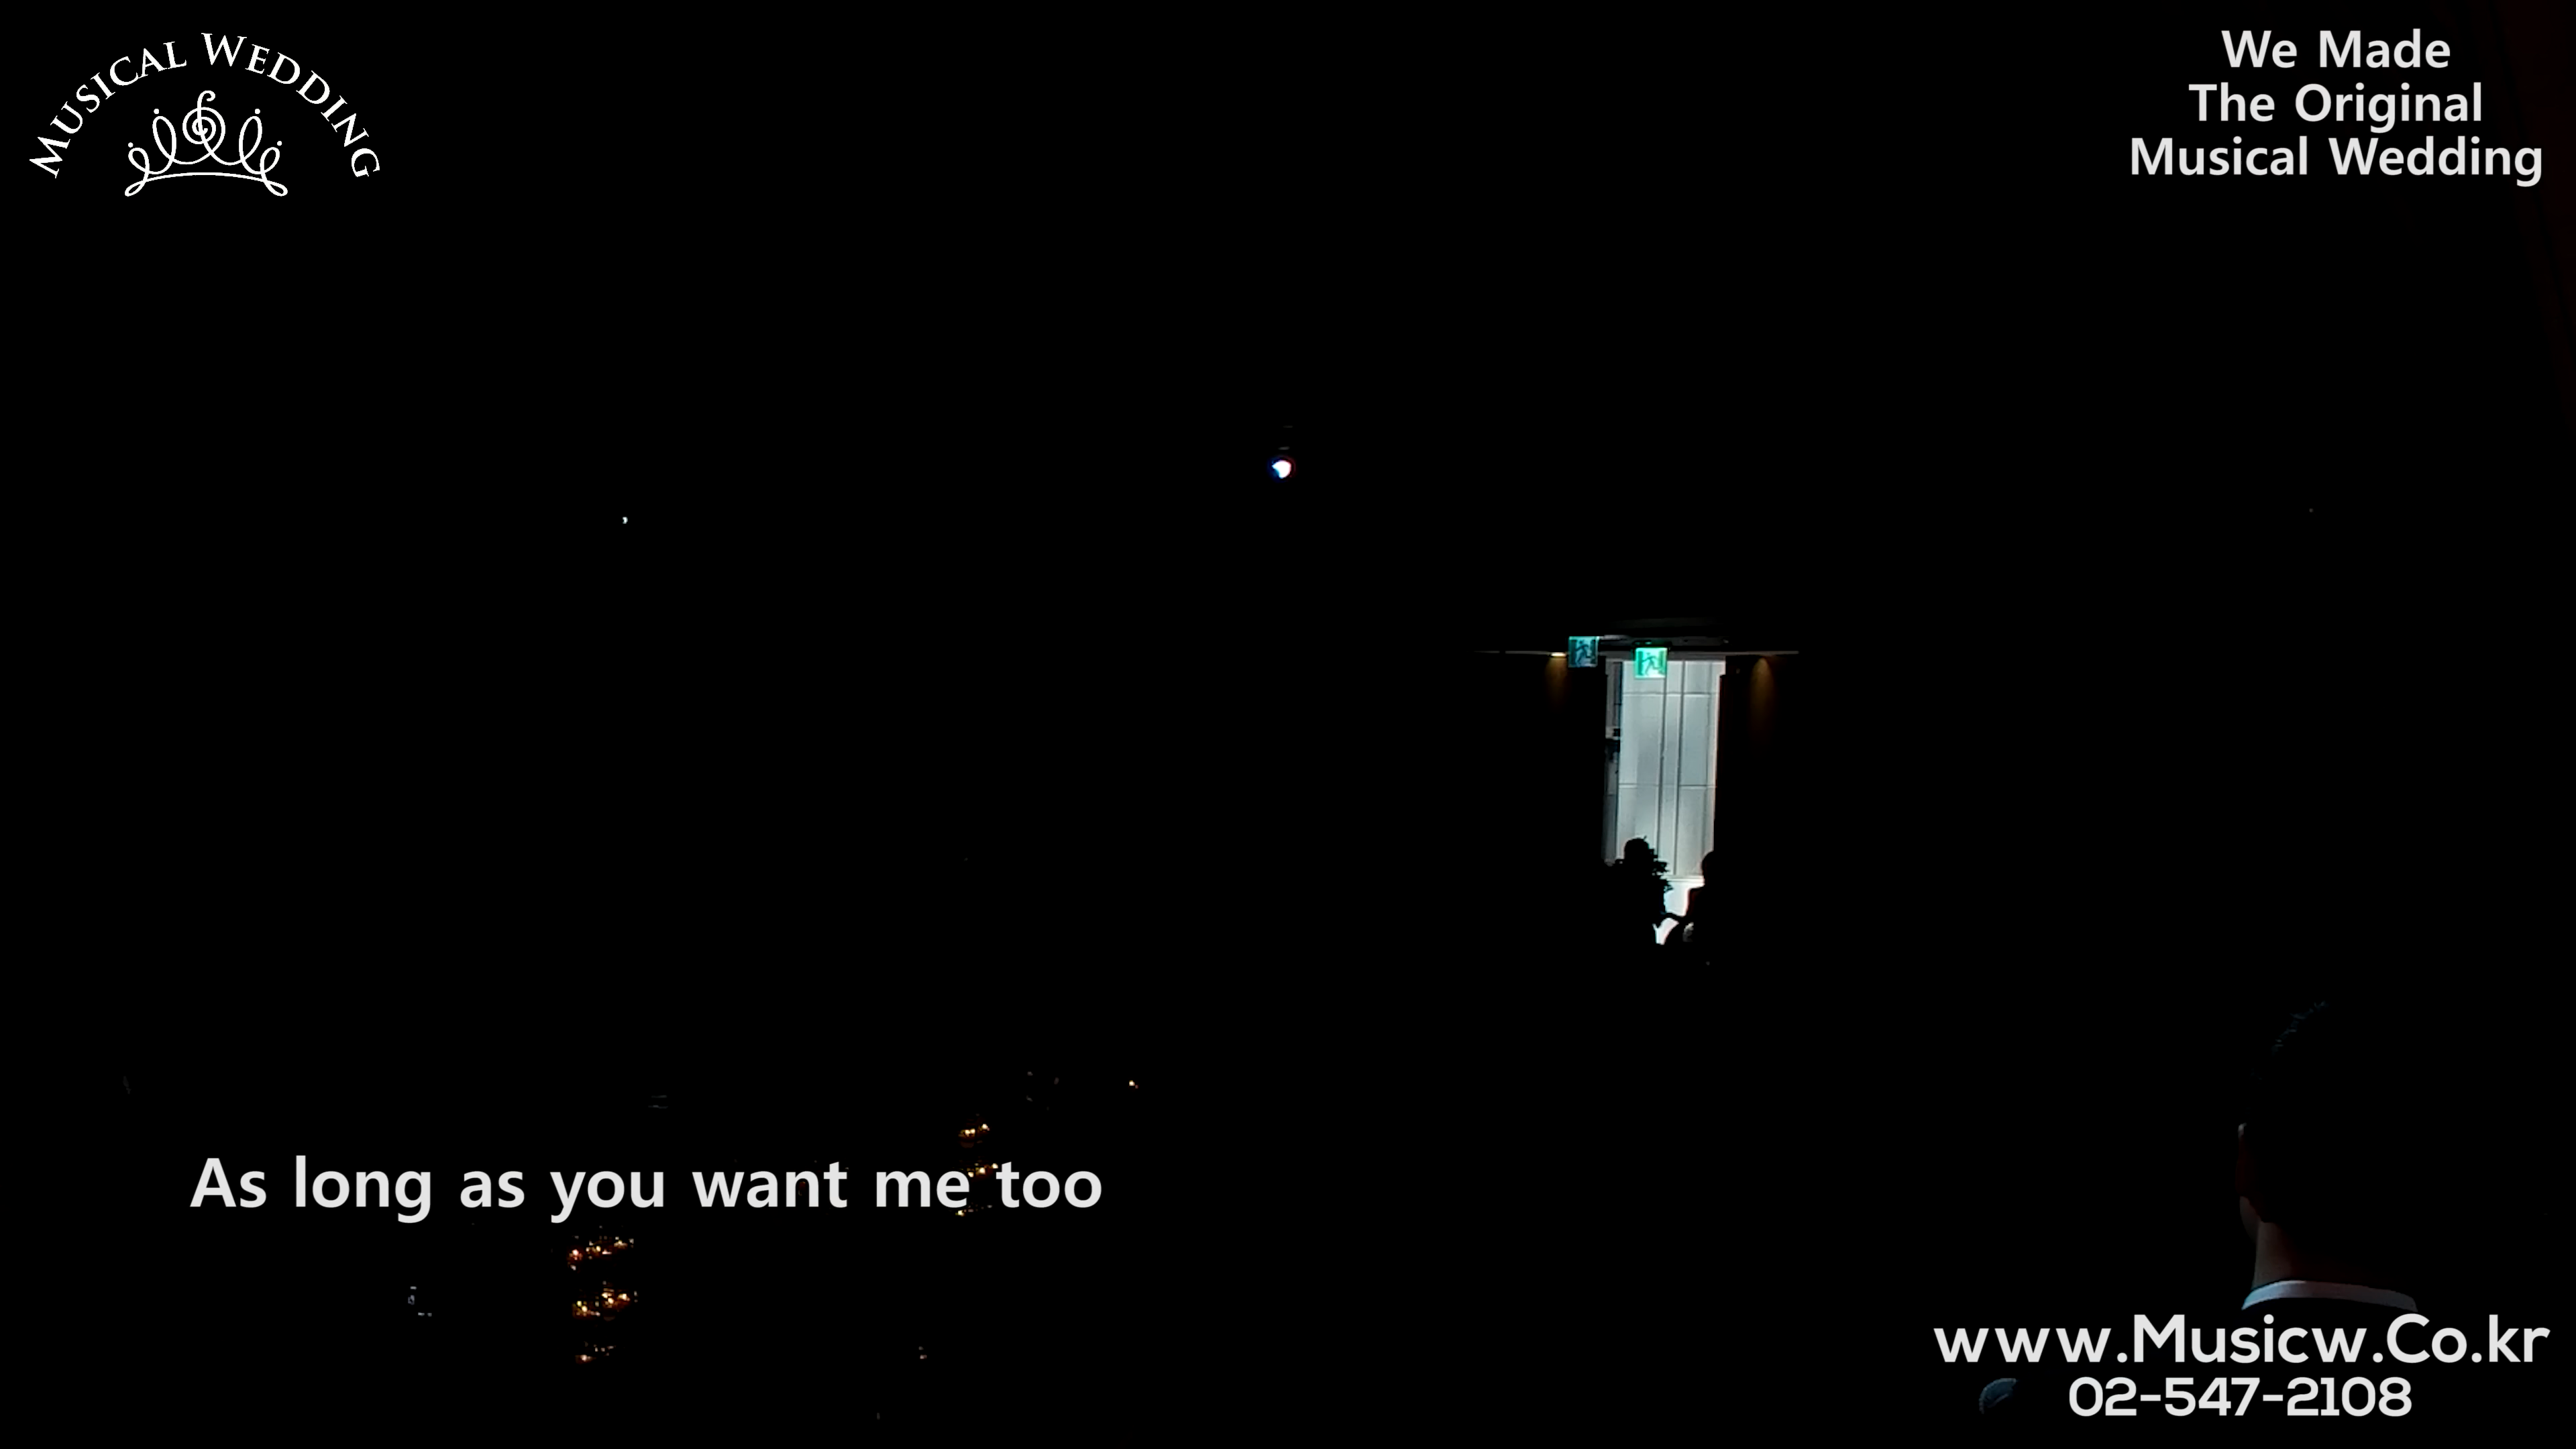 MUSICAL WEDDING
We Made
The Original
Musical Wedding
As long as you want me too
www.Musicw.Co.kr
02-547-2108